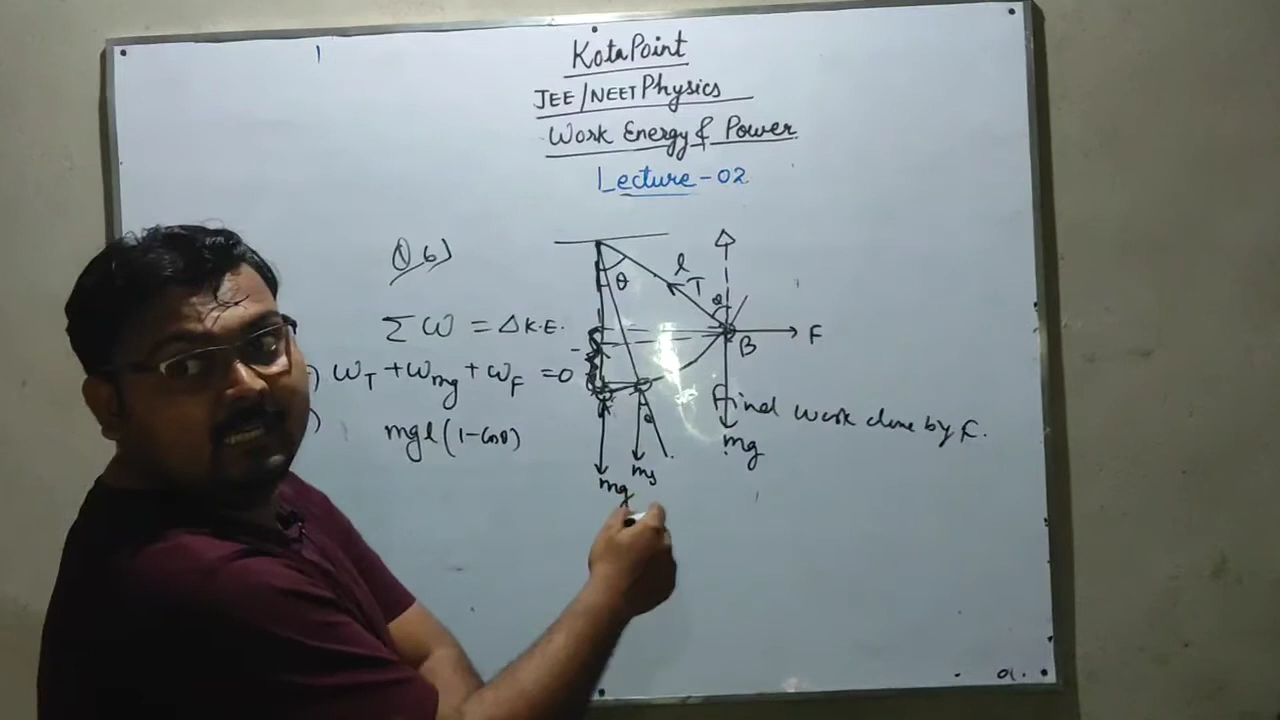 KotaPoint
JEE/NEET Physics
Work Energy & Power
Lecture-02
Q6)
θ
l
T
θ
F
B
ΣW = ΔK.E.
W_T + W_mg + W_F = 0
mgl(1-cosθ)
Find work done by F.
mg
mg
mg